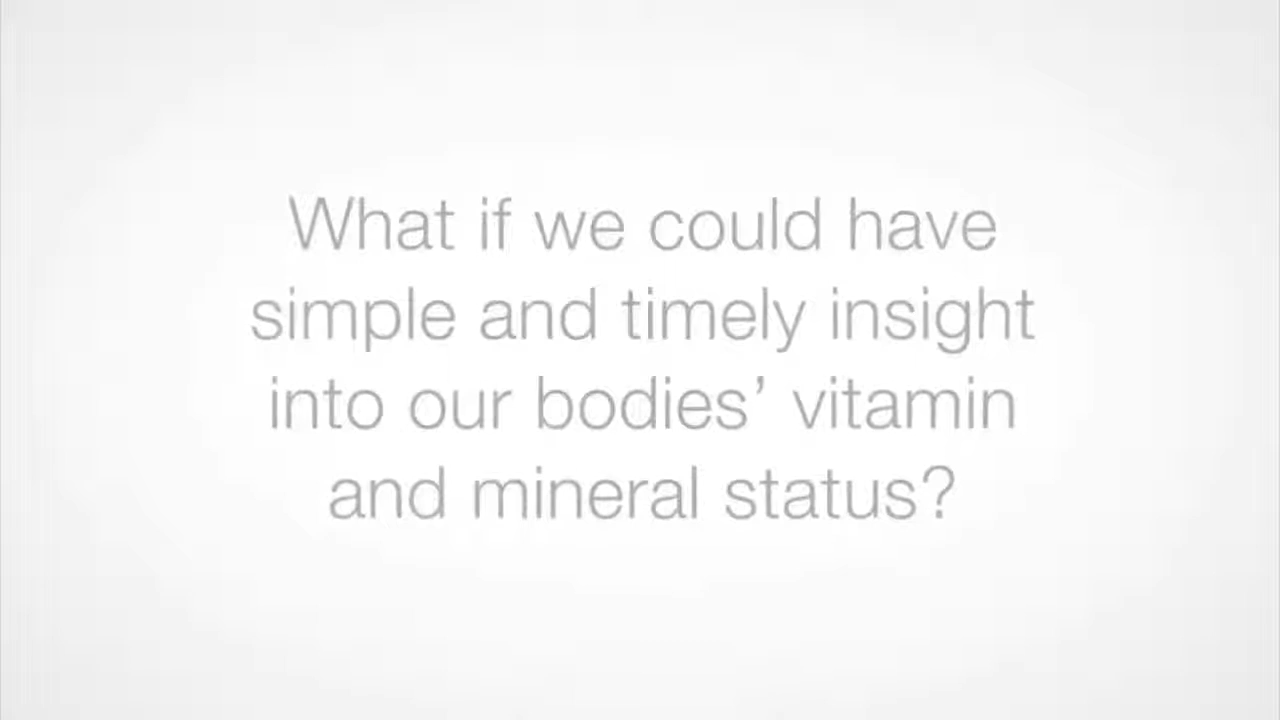 What if we could have
simple and timely insight
into our bodies’ vitamin
and mineral status?